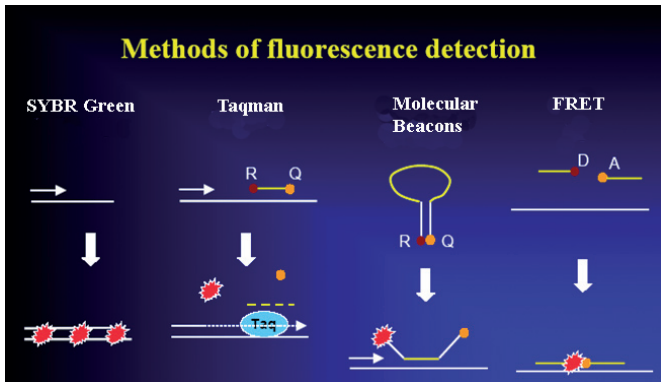 Methods of fluorescence detection
SYBR Green
Taqman
Molecular
Beacons
FRET
R Q
D A
R Q
Taq